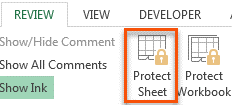 REVIEW VIEW DEVELOPER
Show/Hide Comment
Show All Comments
Show Ink
Protect Sheet
Protect Workbook